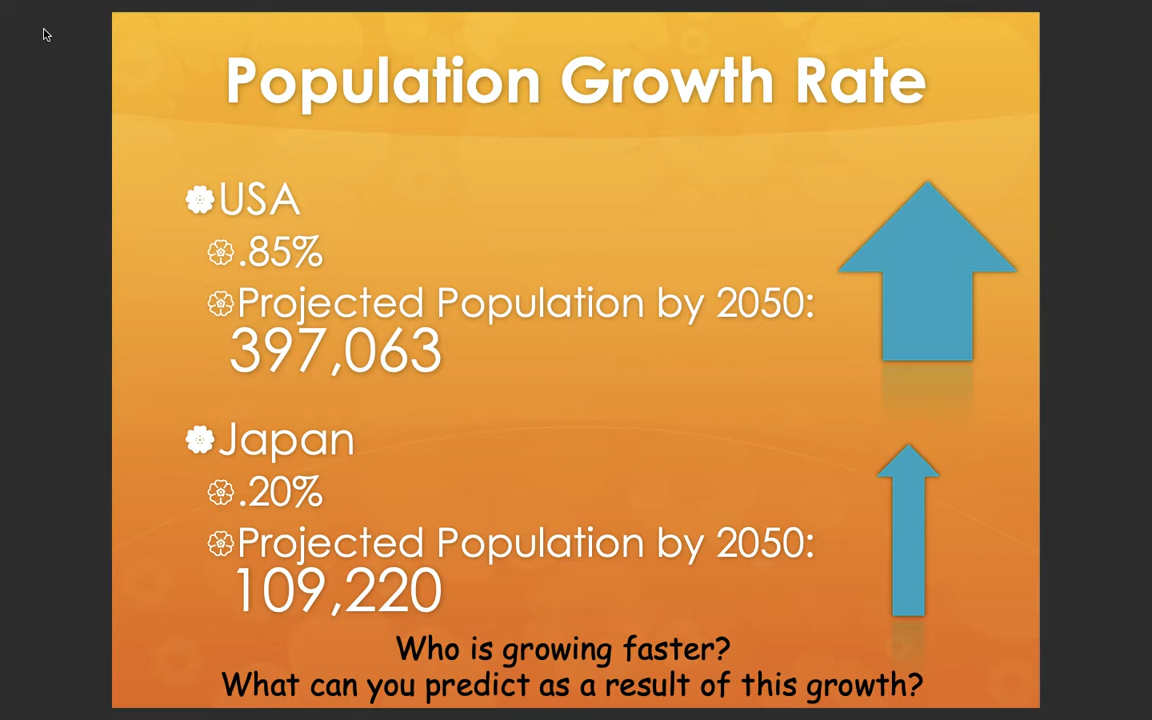 Population Growth Rate
USA
.85%
Projected Population by 2050:
397,063
Japan
.20%
Projected Population by 2050:
109,220
Who is growing faster?
What can you predict as a result of this growth?